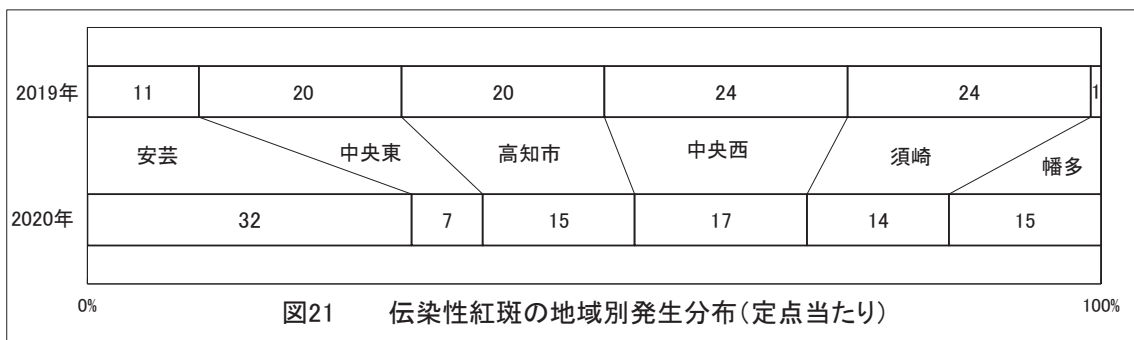 2019年 11 20 20 24 24 1
安芸 中央東 高知市 中央西 須崎 幡多
2020年 32 7 15 17 14 15
0% 100%
図21 伝染性紅斑の地域別発生分布(定点当たり)